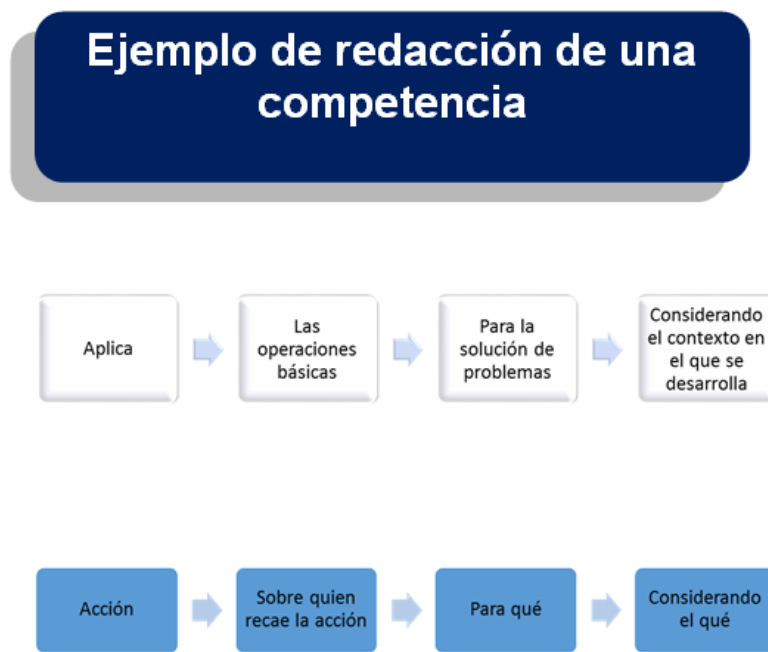 Ejemplo de redacción de una
competencia
Aplica
Las
operaciones
básicas
Para la
solución de
problemas
Considerando
el contexto en
el que se
desarrolla
Acción
Sobre quien
recae la acción
Para qué
Considerando
el qué